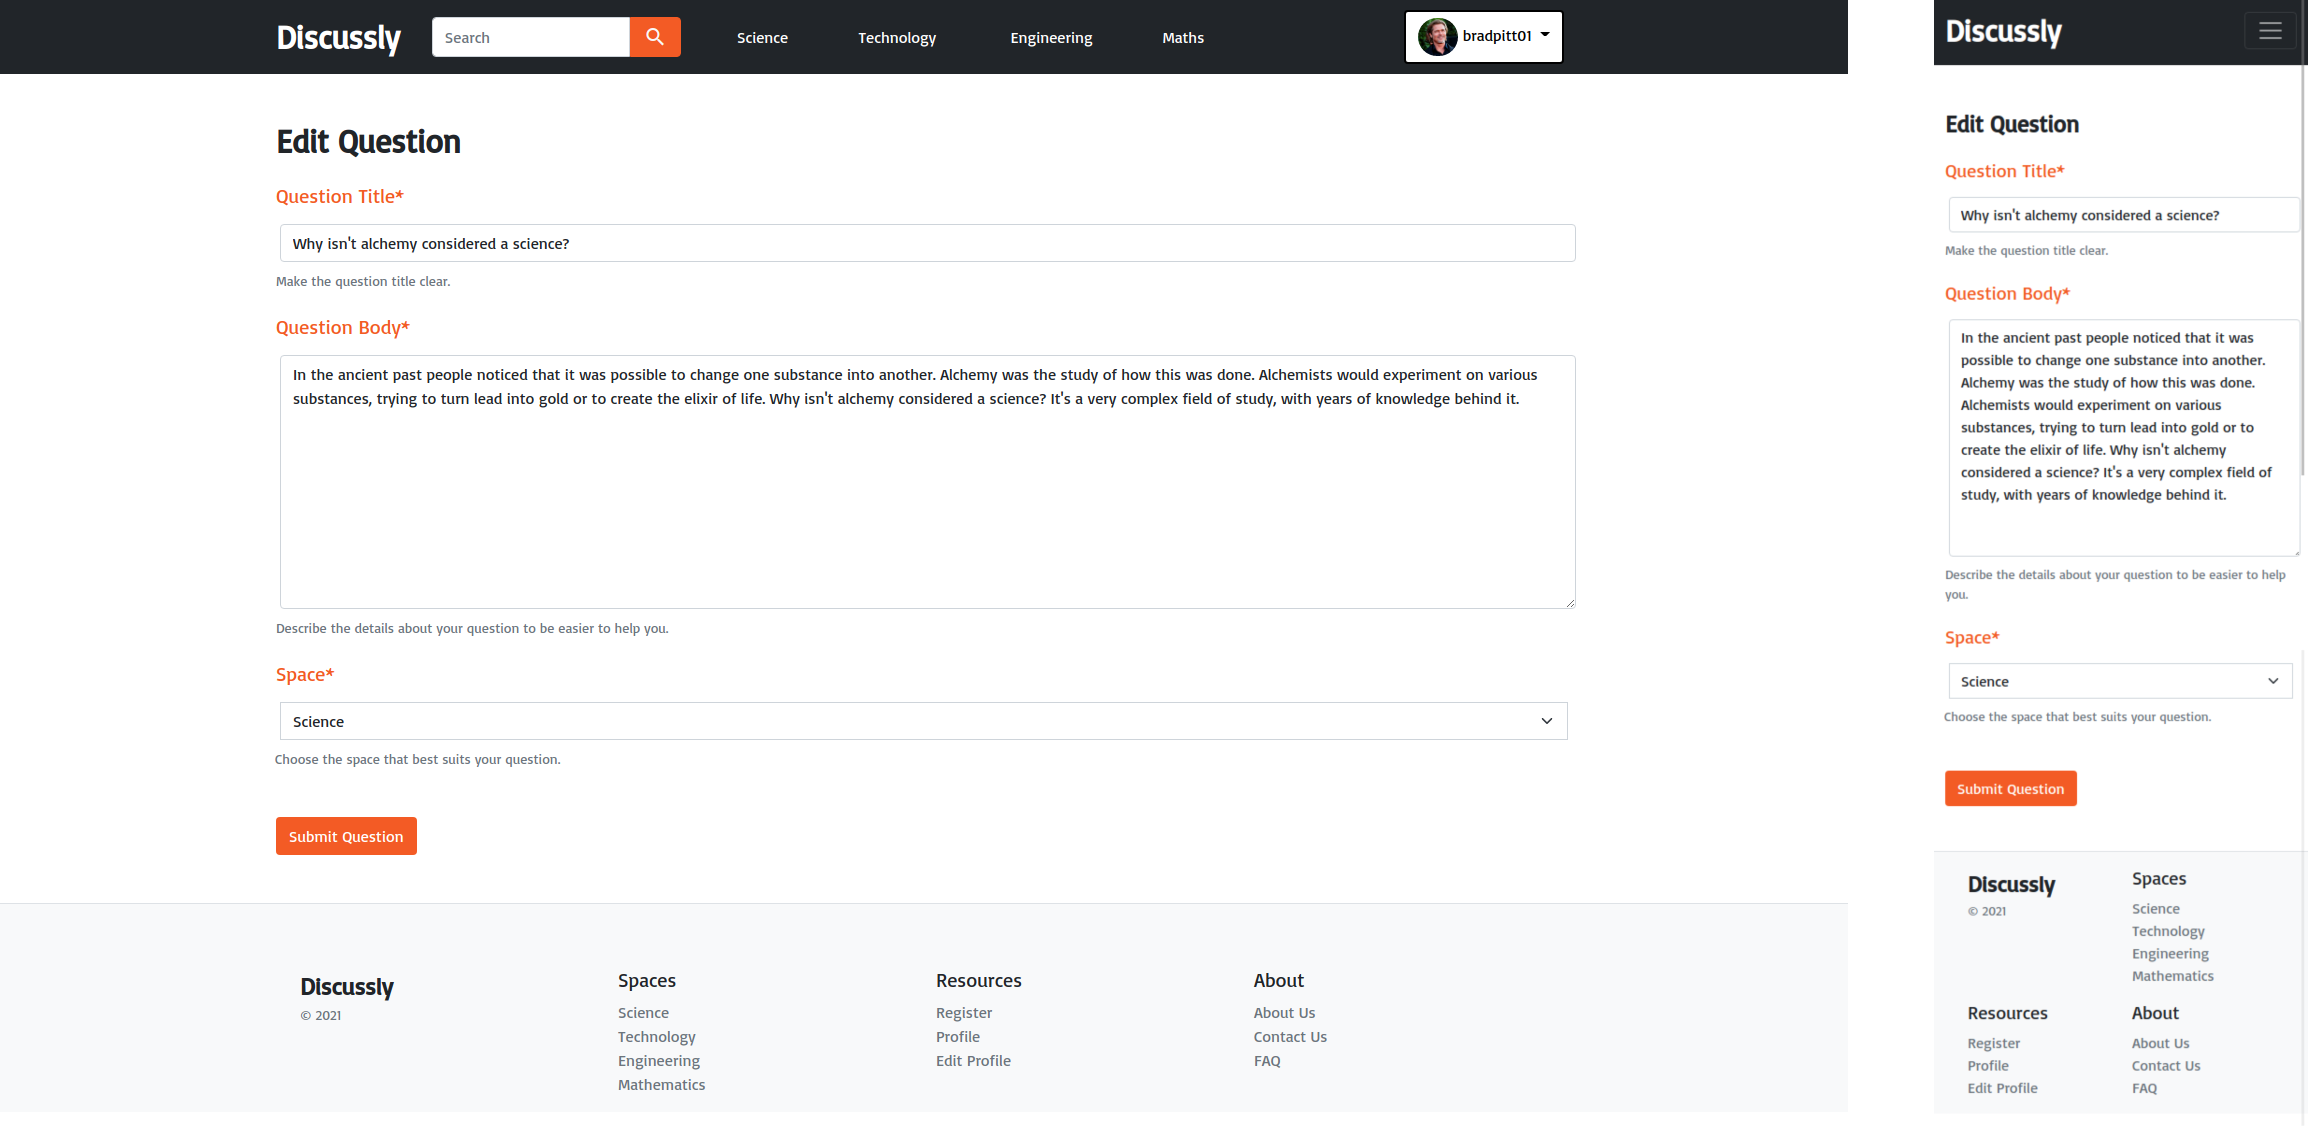 Discussly
Search
Science
Technology
Engineering
Maths
bradpitt01
Edit Question
Question Title*
Why isn't alchemy considered a science?
Make the question title clear.
Question Body*
In the ancient past people noticed that it was possible to change one substance into another. Alchemy was the study of how this was done. Alchemists would experiment on various
substances, trying to turn lead into gold or to create the elixir of life. Why isn't alchemy considered a science? It's a very complex field of study, with years of knowledge behind it.
Describe the details about your question to be easier to help you.
Space*
Science
Choose the space that best suits your question.
Submit Question
Discussly
© 2021
Spaces
Science
Technology
Engineering
Mathematics
Resources
Register
Profile
Edit Profile
About
About Us
Contact Us
FAQ
Discussly
Edit Question
Question Title*
Why isn't alchemy considered a science?
Make the question title clear.
Question Body*
In the ancient past people noticed that it was
possible to change one substance into another.
Alchemy was the study of how this was done.
Alchemists would experiment on various
substances, trying to turn lead into gold or to
create the elixir of life. Why isn't alchemy
considered a science? It's a very complex field of
study, with years of knowledge behind it.
Describe the details about your question to be easier to help
you.
Space*
Science
Choose the space that best suits your question.
Submit Question
Discussly
© 2021
Spaces
Science
Technology
Engineering
Mathematics
Resources
Register
Profile
Edit Profile
About
About Us
Contact Us
FAQ